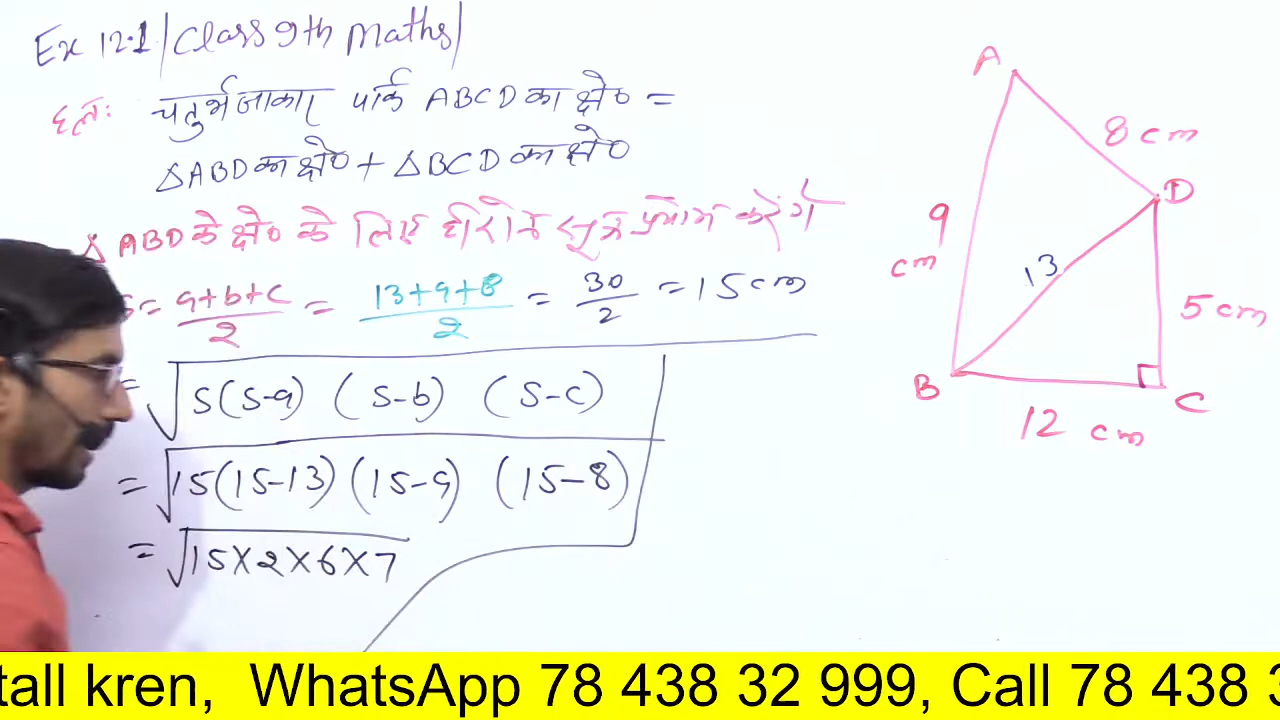 Ex 12.1 | Class 9th Maths |
हल: चतुर्भुजाकार पार्क ABCD का क्षे० =
△ABD का क्षे० + △BCD का क्षे०
△ABD के क्षे० के लिए हीरोन सूत्र प्रयोग करेंगे
S = a+b+c / 2 = 13+9+8 / 2 = 30 / 2 = 15 cm
= √S(S-a) (S-b) (S-c)
= √15(15-13) (15-9) (15-8)
= √15×2×6×7
A
8 cm
D
9 cm
13
5 cm
B
C
12 cm
tall kren, WhatsApp 78 438 32 999, Call 78 438